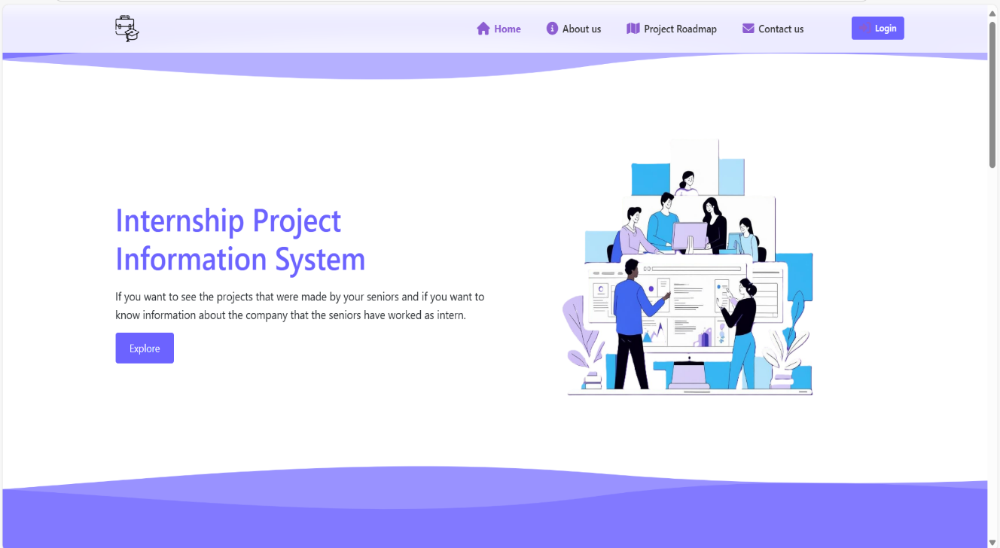 Home
About us
Project Roadmap
Contact us
Login
Internship Project
Information System
If you want to see the projects that were made by your seniors and if you want to
know information about the company that the seniors have worked as intern.
Explore